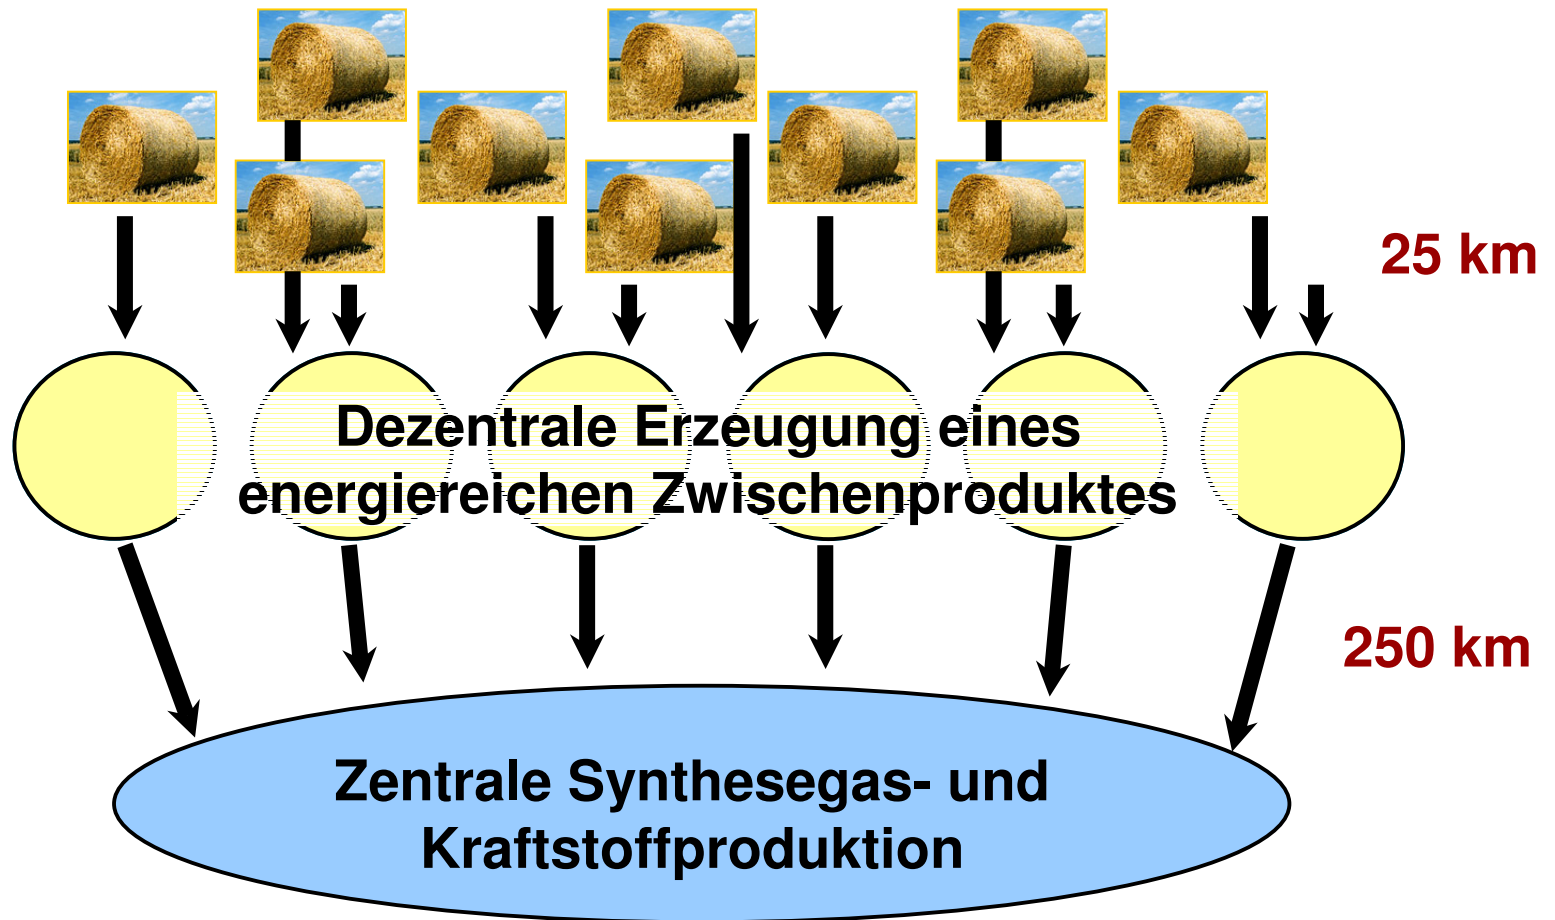 25 km
Dezentrale Erzeugung eines
energiereichen Zwischenproduktes
250 km
Zentrale Synthesegas- und
Kraftstoffproduktion